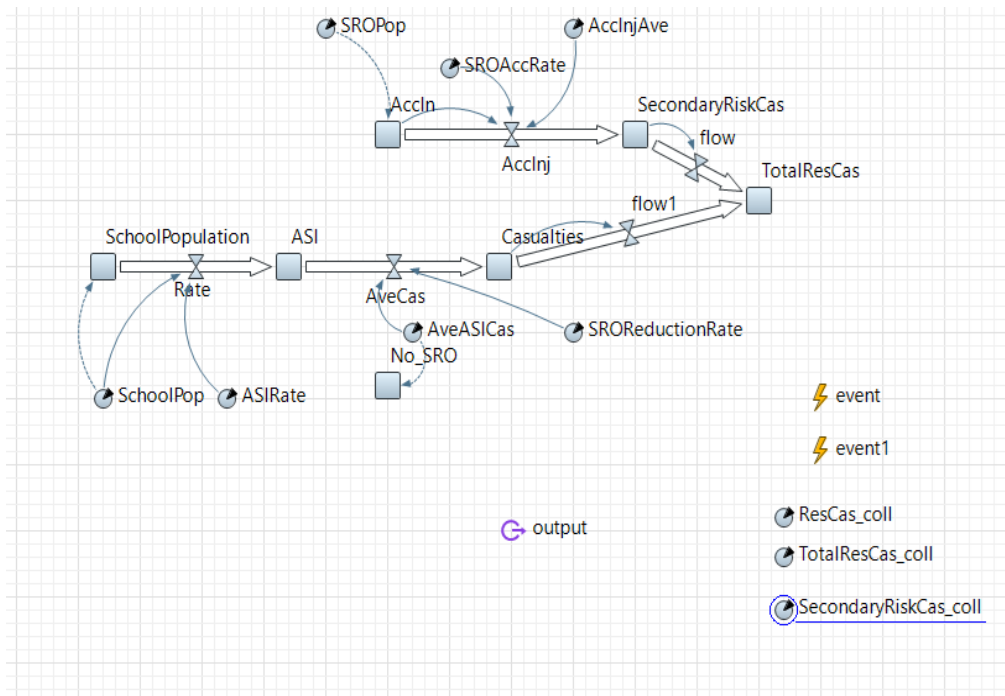 SROPop
AccInjAve
SROAccRate
AccIn
SecondaryRiskCas
flow
AccInj
TotalResCas
flow1
SchoolPopulation
ASI
Casualties
Rate
AveCas
AveASICas
SROReductionRate
No_SRO
SchoolPop
ASIRate
event
event1
ResCas_coll
output
TotalResCas_coll
SecondaryRiskCas_coll